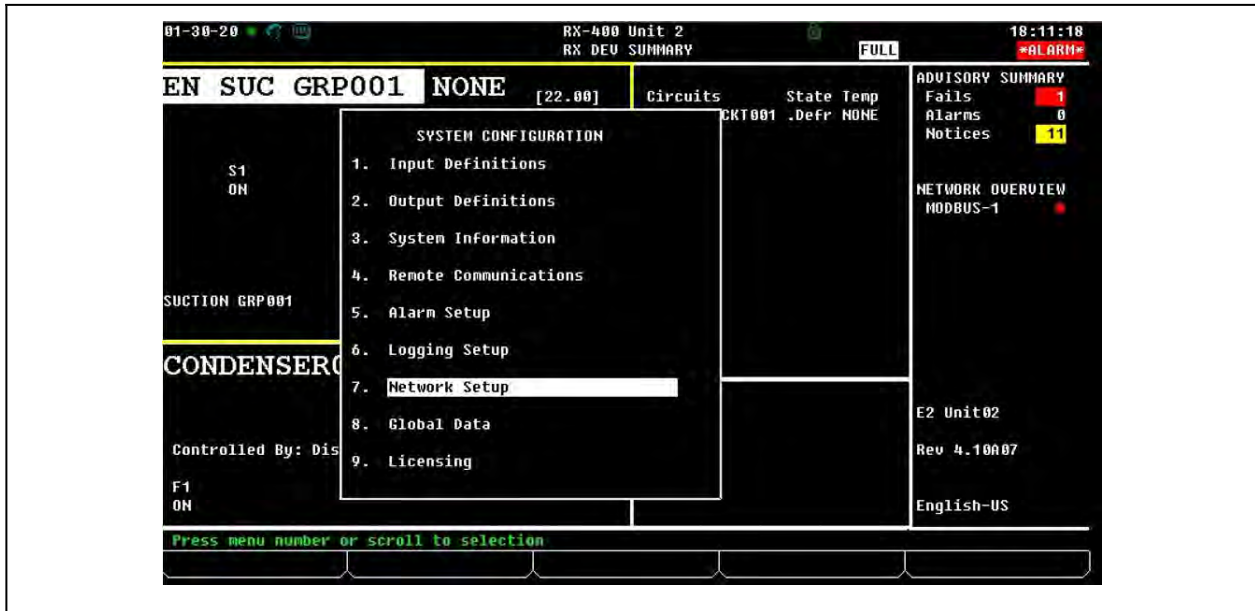 01-30-20 RX-400 Unit 2 18:11:18
RX DEV SUMMARY FULL *ALARM*
EN SUC GRP001 NONE [22.00]
Circuits State Temp
CKT001 .Defr NONE
S1
ON
SUCTION GRP001
CONDENSER
Controlled By: Dis
F1
ON
SYSTEM CONFIGURATION
1. Input Definitions
2. Output Definitions
3. System Information
4. Remote Communications
5. Alarm Setup
6. Logging Setup
7. Network Setup
8. Global Data
9. Licensing
ADVISORY SUMMARY
Fails 1
Alarms 0
Notices 11
NETWORK OVERVIEW
MODBUS-1
E2 Unit02
Rev 4.10A07
English-US
Press menu number or scroll to selection